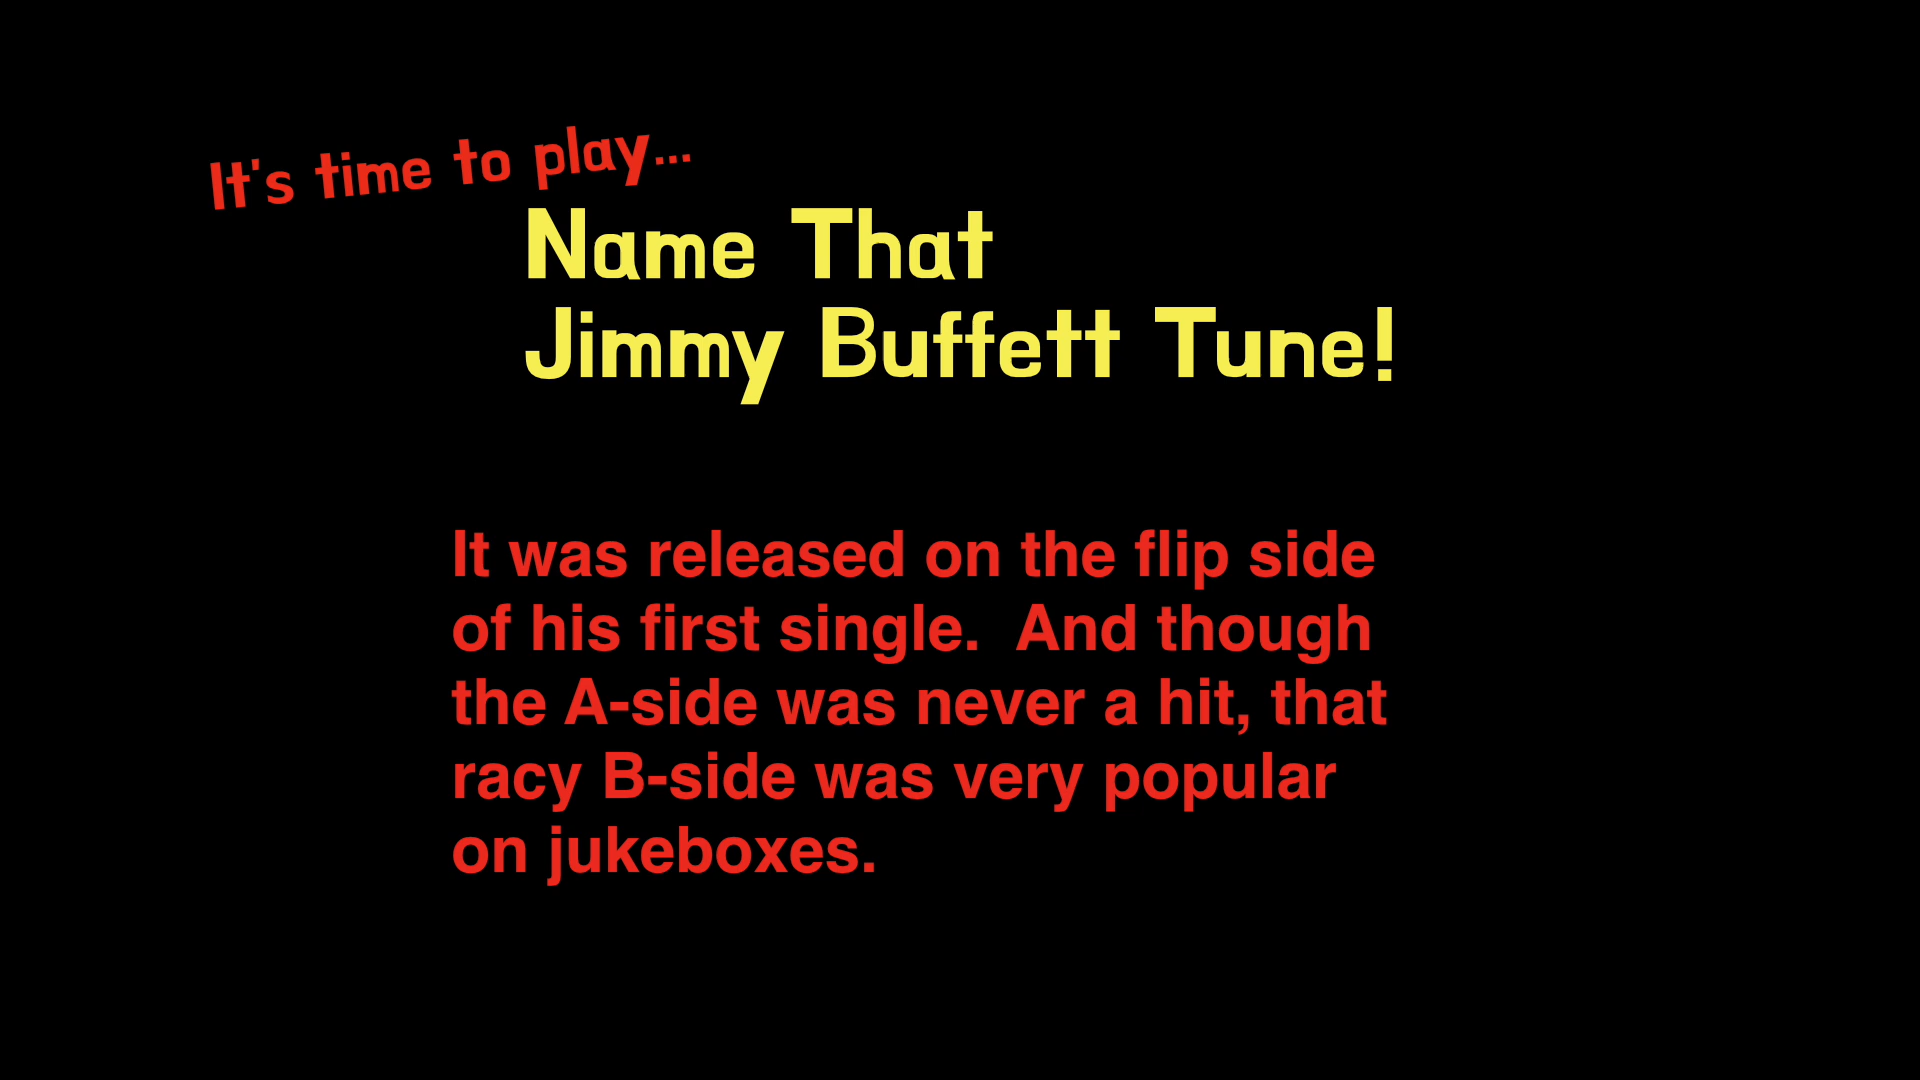 It's time to play...
Name That
Jimmy Buffett Tune!
It was released on the flip side
of his first single.  And though
the A-side was never a hit, that
racy B-side was very popular
on jukeboxes.